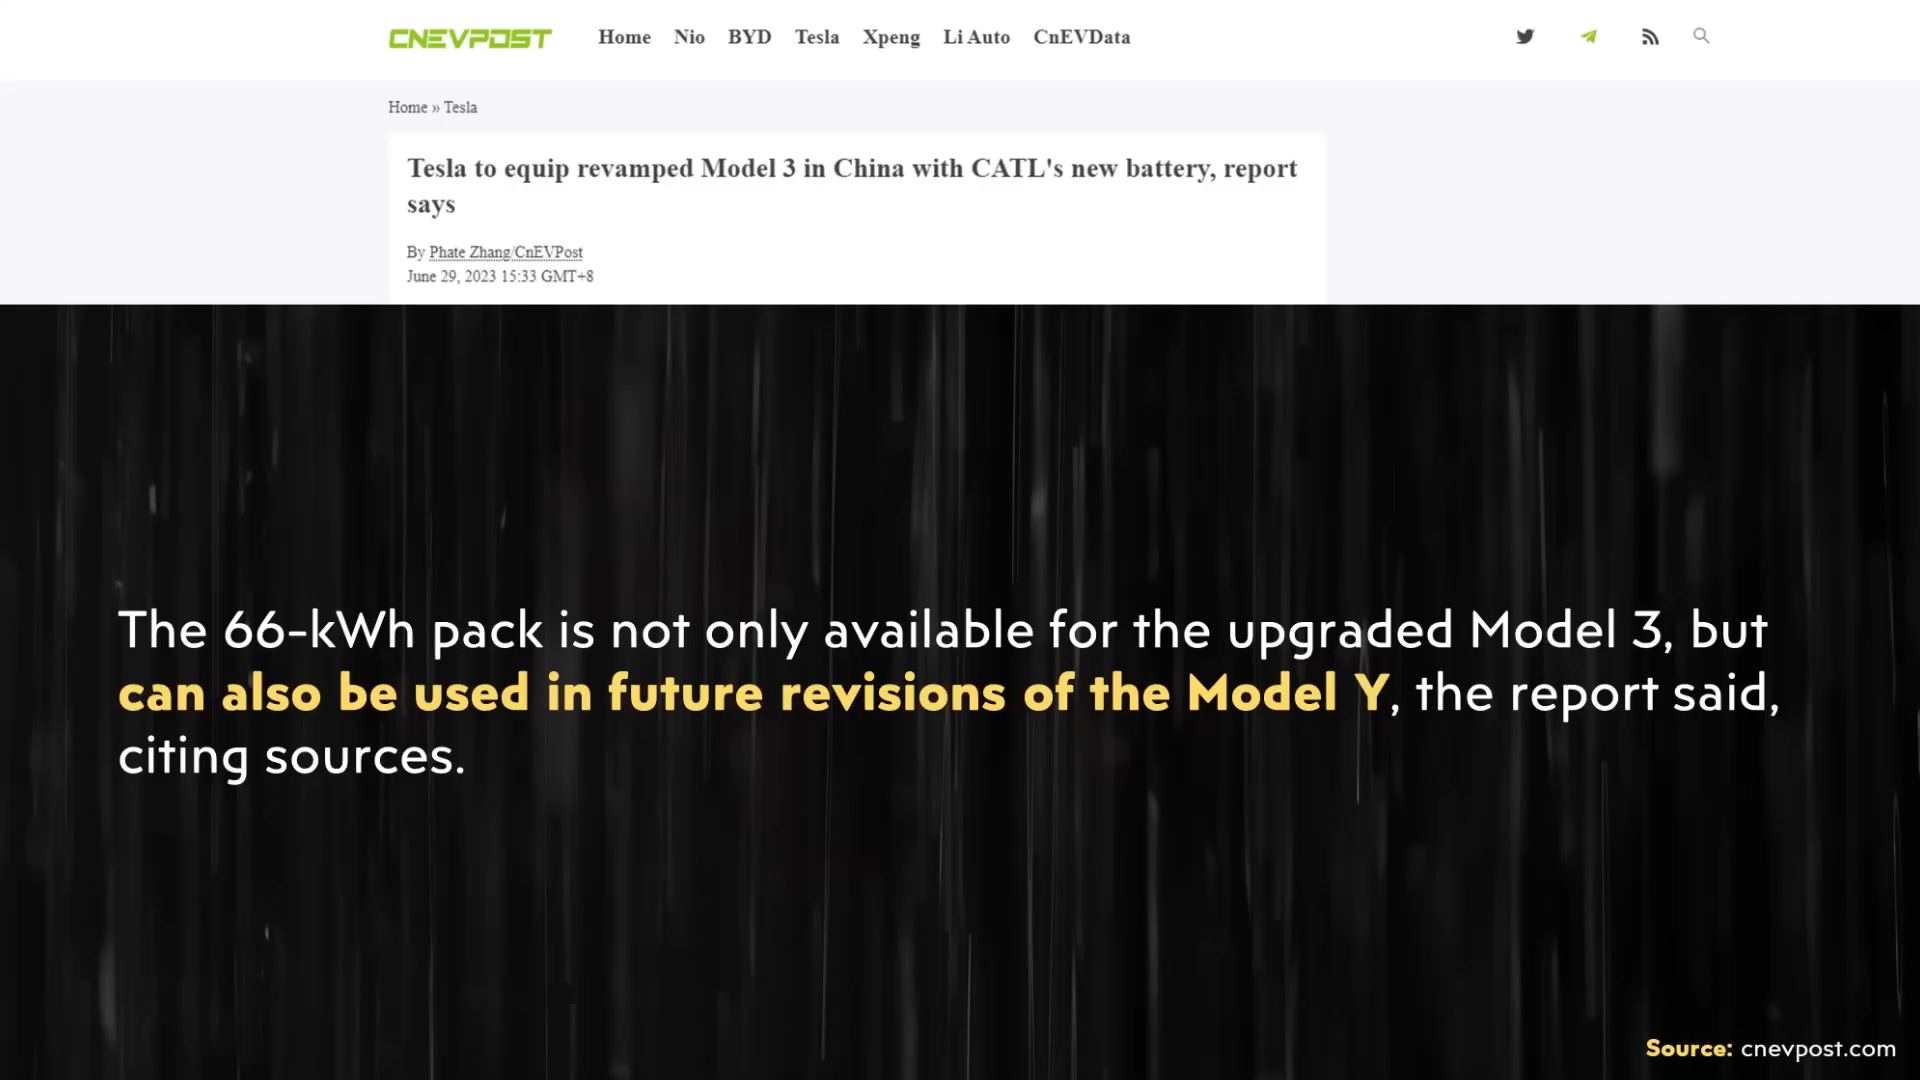 CNEVPOST Home Nio BYD Tesla Xpeng Li Auto CnEVData
Home » Tesla
Tesla to equip revamped Model 3 in China with CATL's new battery, report
says
By Phate Zhang/CnEVPost
June 29, 2023 15:33 GMT+8
The 66-kWh pack is not only available for the upgraded Model 3, but
can also be used in future revisions of the Model Y, the report said,
citing sources.
Source: cnevpost.com